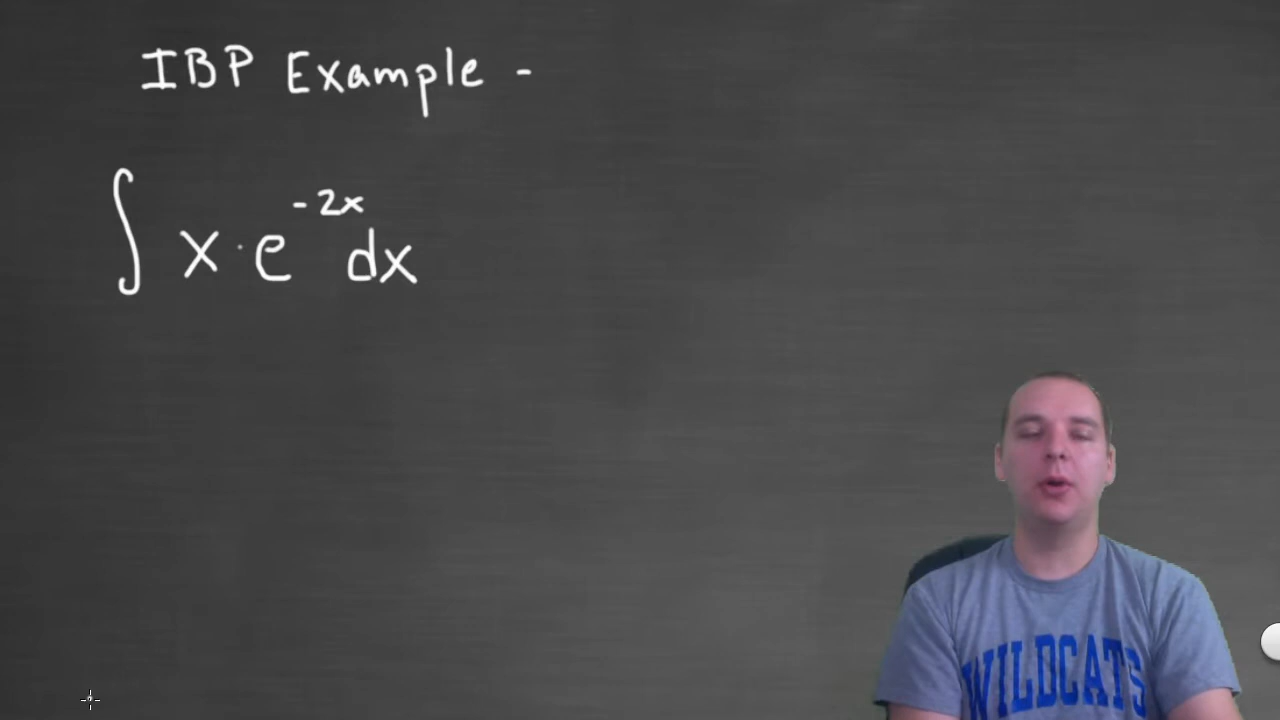 IBP Example -
∫ x · e^{-2x} dx
WILDCATS